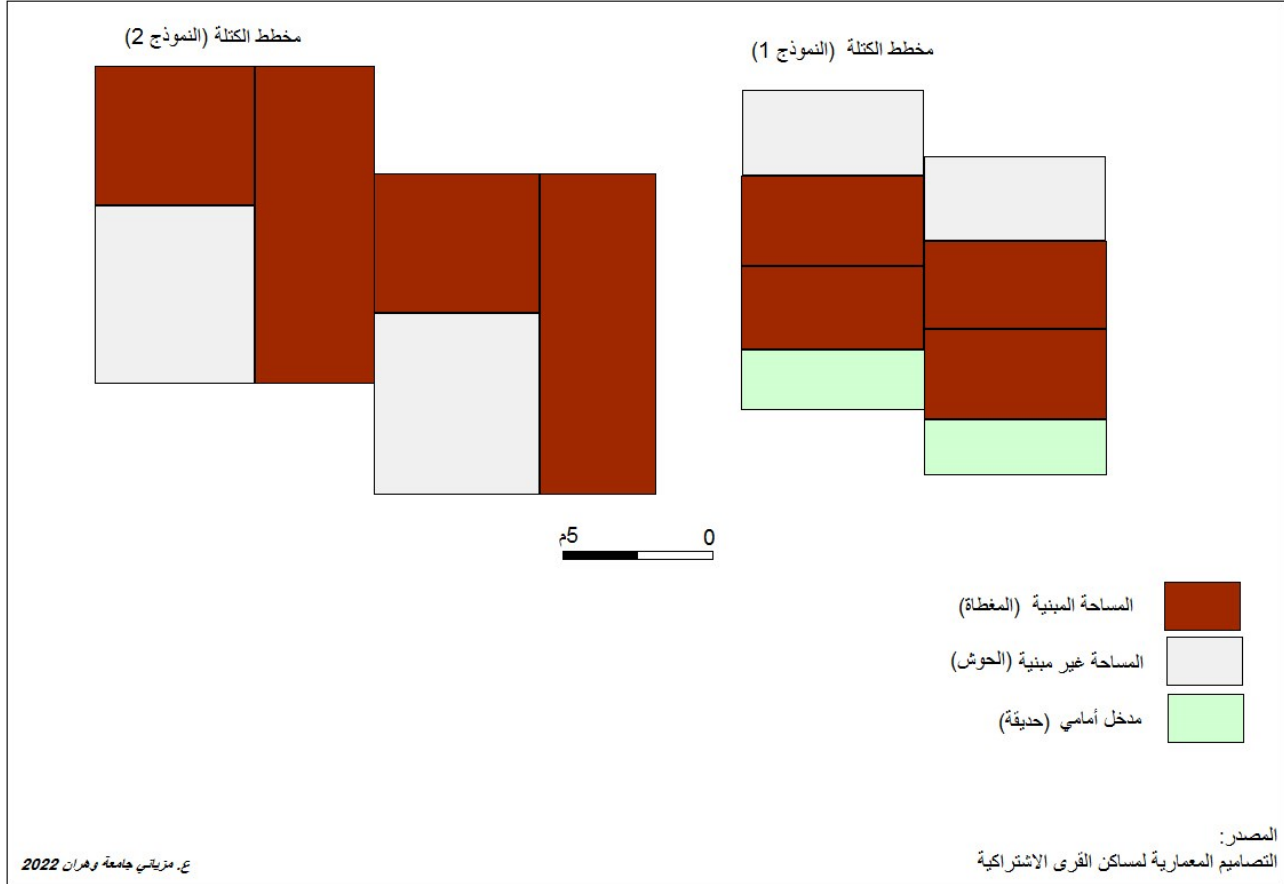 مخطط الكتلة (النموذج 1)
مخطط الكتلة (النموذج 2)
0 5م
المساحة المبنية (المغطاة)
المساحة غير مبنية (الحوش)
مدخل أمامي (حديقة)
المصدر:
التصاميم المعمارية لمساكن القرى الاشتراكية
ع. مزياني جامعة وهران 2022